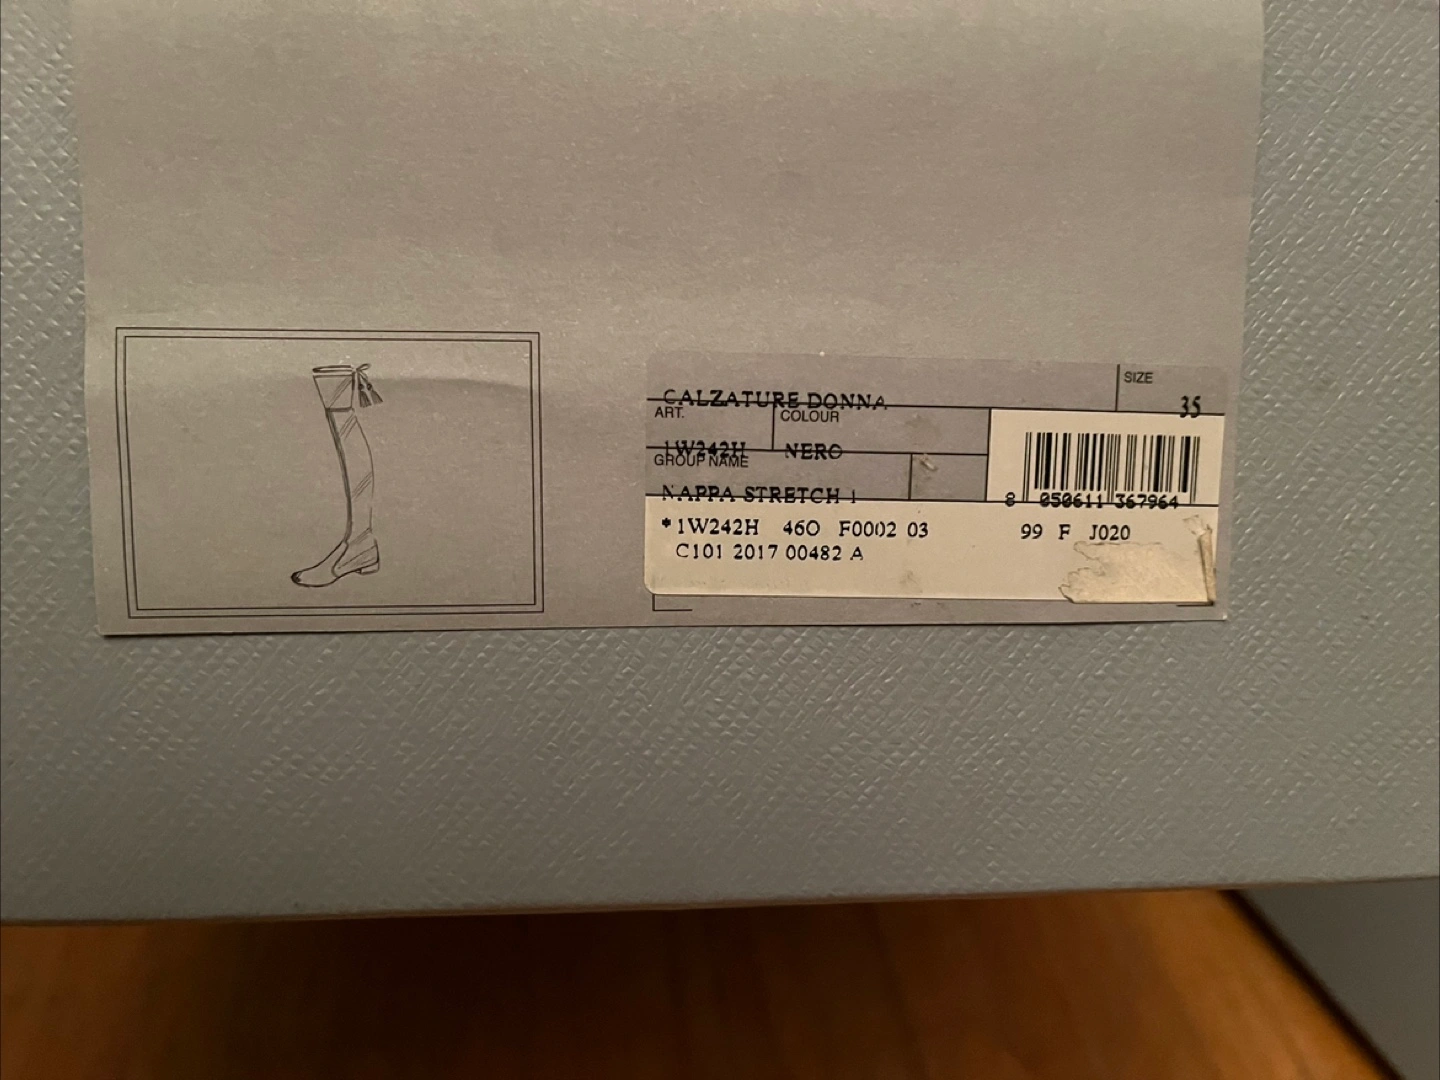 CALZATURE DONNA
SIZE
35
ART. COLOUR
1W242H NERO
GROUP NAME
NAPPA STRETCH 1
8 050611 367964
*1W242H 46O F0002 03 99 F J020
C101 2017 00482 A